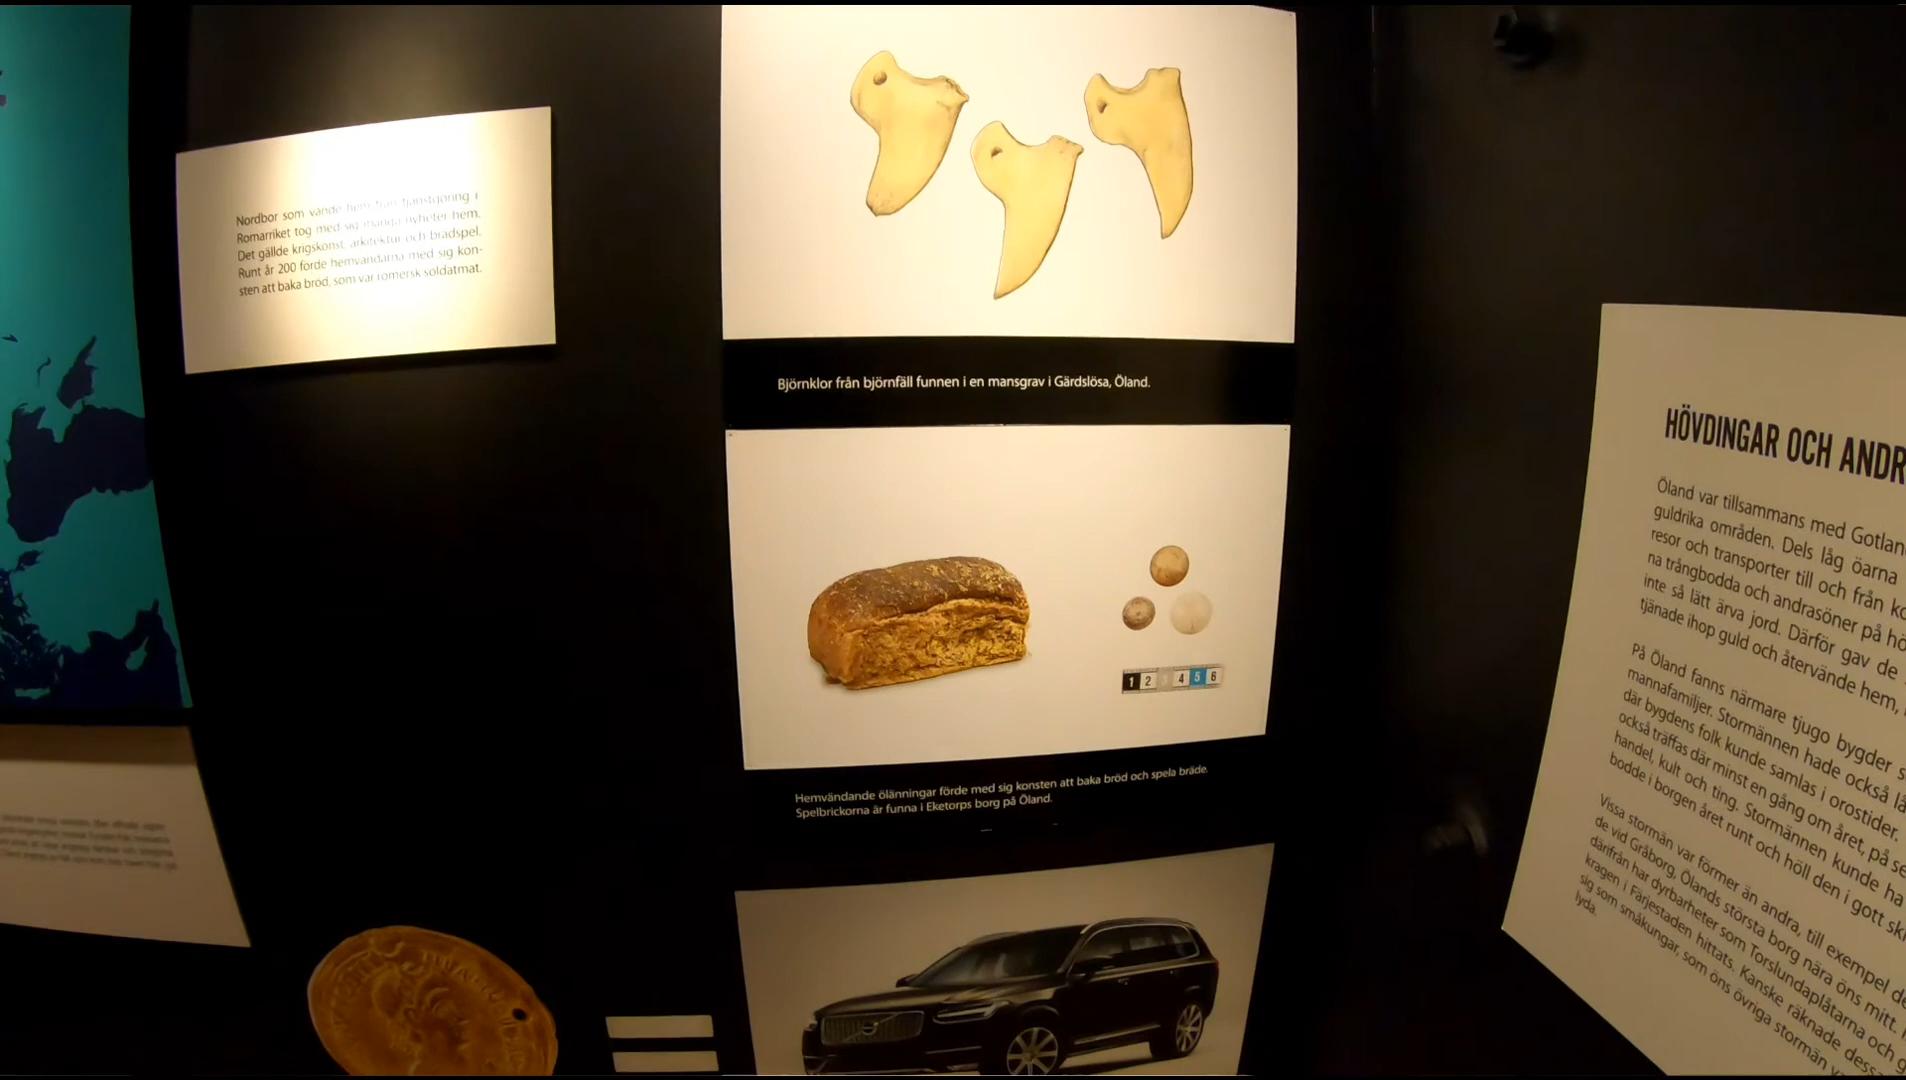 Nordbor som vände hem från tjänstgöring i
Romarriket tog med sig många nyheter hem.
Det gällde krigskonst, arkitektur och brädspel.
Runt år 200 förde hemvändarna med sig kon-
sten att baka bröd, som var romersk soldatmat.
Björnklor från björnfäll funnen i en mansgrav i Gärdslösa, Öland.
1 2 3 4 5 6
Hemvändande ölänningar förde med sig konsten att baka bröd och spela bräde.
Spelbrickorna är funna i Eketorps borg på Öland.
HÖVDINGAR OCH ANDR
Öland var tillsammans med Gotlan
guldrika områden. Dels låg öarna
resor och transporter till och från ko
na trångbodda och andrasöner på hö
inte så lätt ärva jord. Därför gav de
tjänade ihop guld och återvände hem,
På Öland fanns närmare tjugo bygder s
mannafamiljer. Stormännen hade också lå
där bygdens folk kunde samlas i orostider.
också träffas där minst en gång om året, på se
handel, kult och ting. Stormännen kunde ha
bodde i borgen året runt och höll den i gott ski
Vissa stormän var förmer än andra, till exempel de
de vid Gråborg, Ölands största borg nära öns mitt.
därifrån har dyrbarheter som Torslundaplåtarna och g
kragen i Färjestaden hittats. Kanske räknade dessa
sig som småkungar, som öns övriga stormän
lyda.